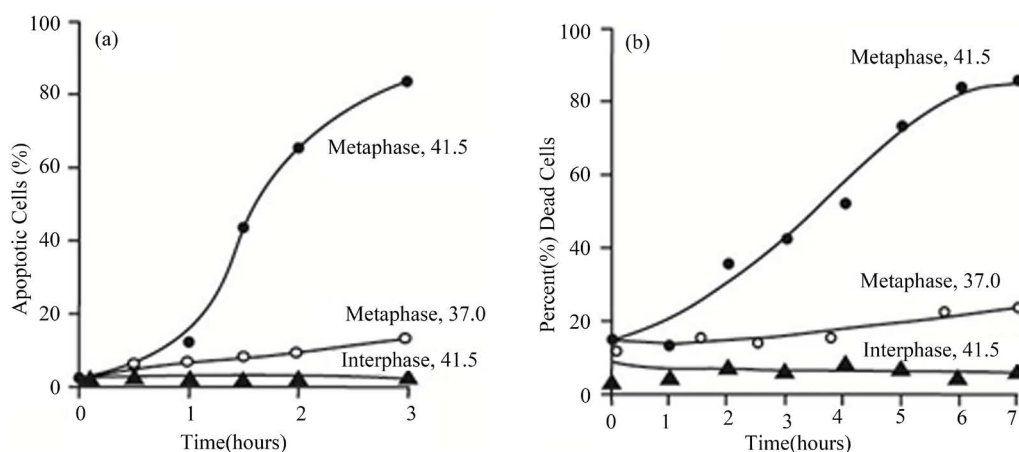 (a)
Apoptotic Cells (%)
100
80
60
40
20
0
Metaphase, 41.5
Metaphase, 37.0
Interphase, 41.5
0 1 2 3
Time(hours)
(b)
Percent(%) Dead Cells
100
80
60
40
20
0
Metaphase, 41.5
Metaphase, 37.0
Interphase, 41.5
0 1 2 3 4 5 6 7
Time(hours)